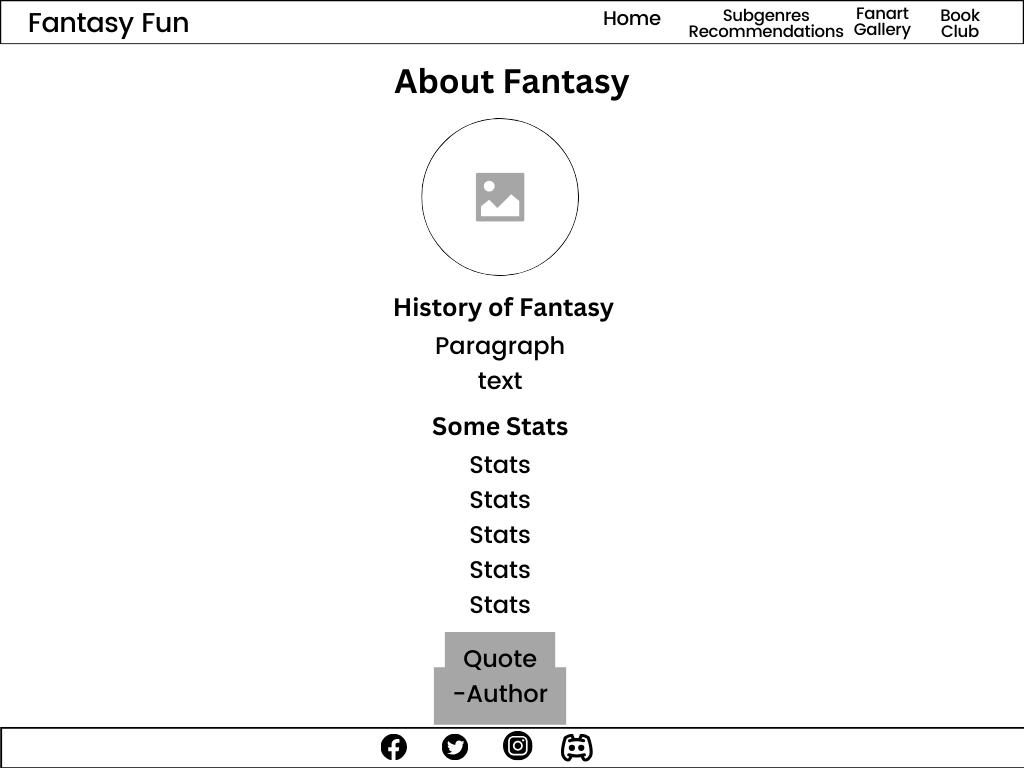 Fantasy Fun
Home
Subgenres
Recommendations
Fanart
Gallery
Book
Club
About Fantasy
History of Fantasy
Paragraph
text
Some Stats
Stats
Stats
Stats
Stats
Stats
Quote
-Author